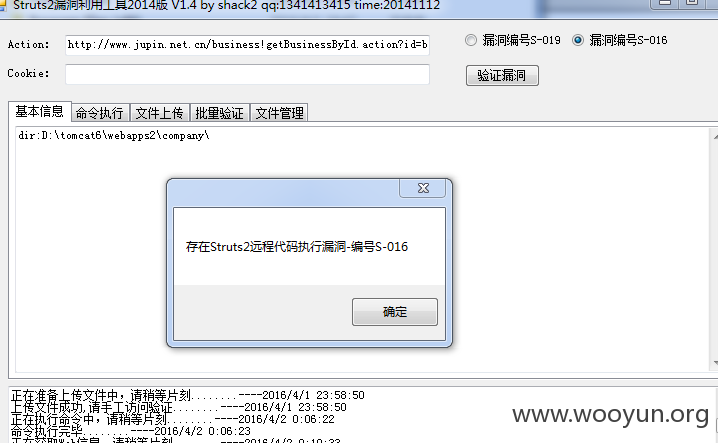 Struts2漏洞利用工具2014版 V1.4 by shack2 qq:1341413415 time:20141112
Action: http://www.jupin.net.cn/business!getBusinessById.action?id=b 漏洞编号S-019 漏洞编号S-016
Cookie: 验证漏洞
基本信息 命令执行 文件上传 批量验证 文件管理
dir:D:\tomcat6\webapps2\company\
存在Struts2远程代码执行漏洞-编号S-016
确定
正在准备上传文件中，请稍等片刻........----2016/4/1 23:58:50
上传文件成功,请手工访问验证........----2016/4/1 23:58:50
正在执行命令中，请稍等片刻........----2016/4/2 0:06:22
命令执行完毕........----2016/4/2 0:06:23
www.wooyun.org